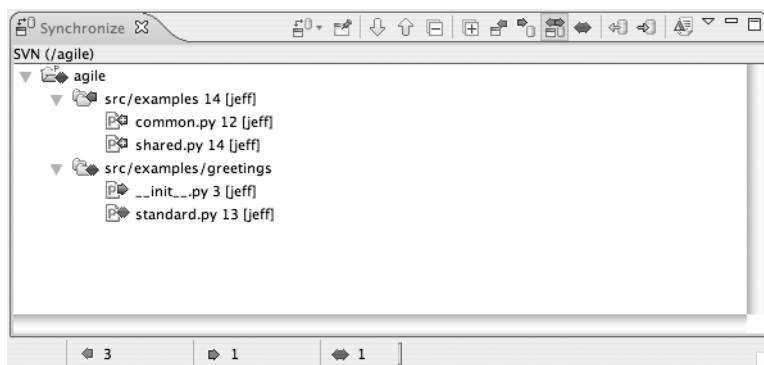 Synchronize
SVN (/agile)
agile
src/examples 14 [jeff]
common.py 12 [jeff]
shared.py 14 [jeff]
src/examples/greetings
__init__.py 3 [jeff]
standard.py 13 [jeff]
3 1 1